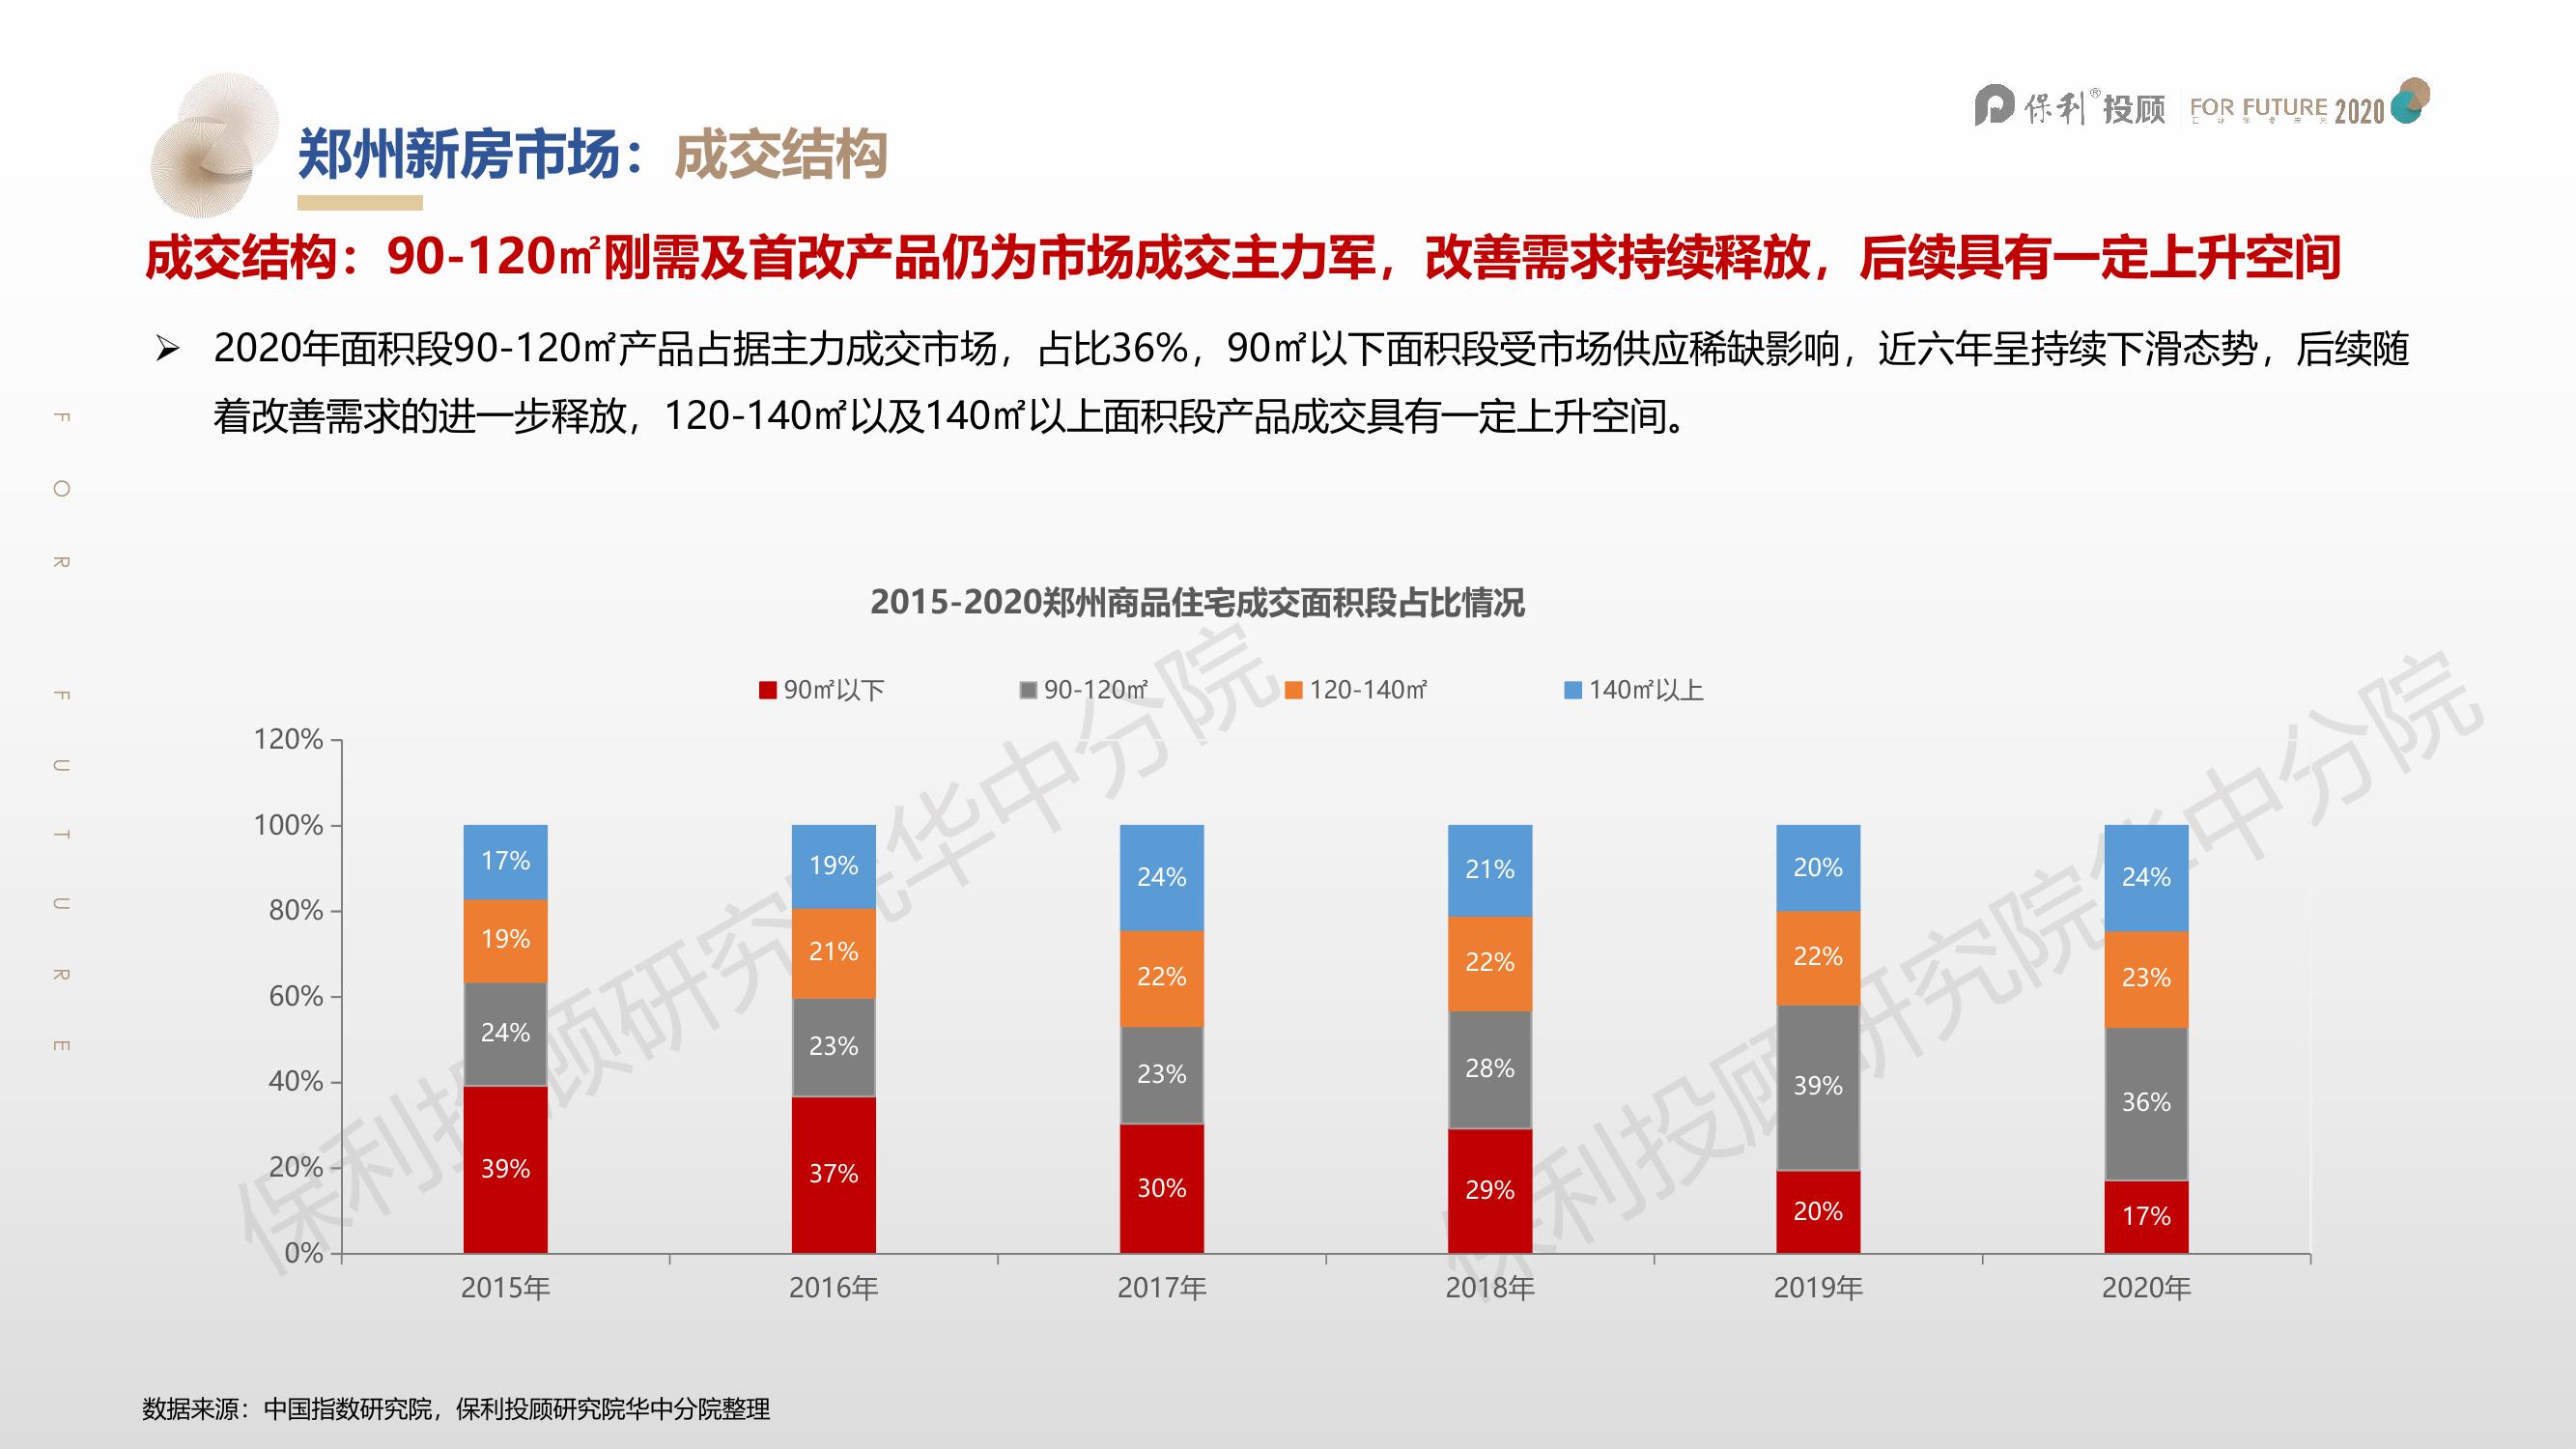 保利®投顾 FOR FUTURE 2020
郑州新房市场：成交结构
成交结构：90-120㎡刚需及首改产品仍为市场成交主力军，改善需求持续释放，后续具有一定上升空间
➢ 2020年面积段90-120㎡产品占据主力成交市场，占比36%，90㎡以下面积段受市场供应稀缺影响，近六年呈持续下滑态势，后续随
着改善需求的进一步释放，120-140㎡以及140㎡以上面积段产品成交具有一定上升空间。
FOR FUTURE
2015-2020郑州商品住宅成交面积段占比情况
90㎡以下 90-120㎡ 120-140㎡ 140㎡以上
120%
100%
80%
60%
40%
20%
0%
17% 19% 24% 21% 20% 24%
19% 21% 22% 22% 22% 23%
24% 23% 23% 28% 39% 36%
39% 37% 30% 29% 20% 17%
2015年 2016年 2017年 2018年 2019年 2020年
保利投顾研究院华中分院
保利投顾研究院华中分院
数据来源：中国指数研究院，保利投顾研究院华中分院整理